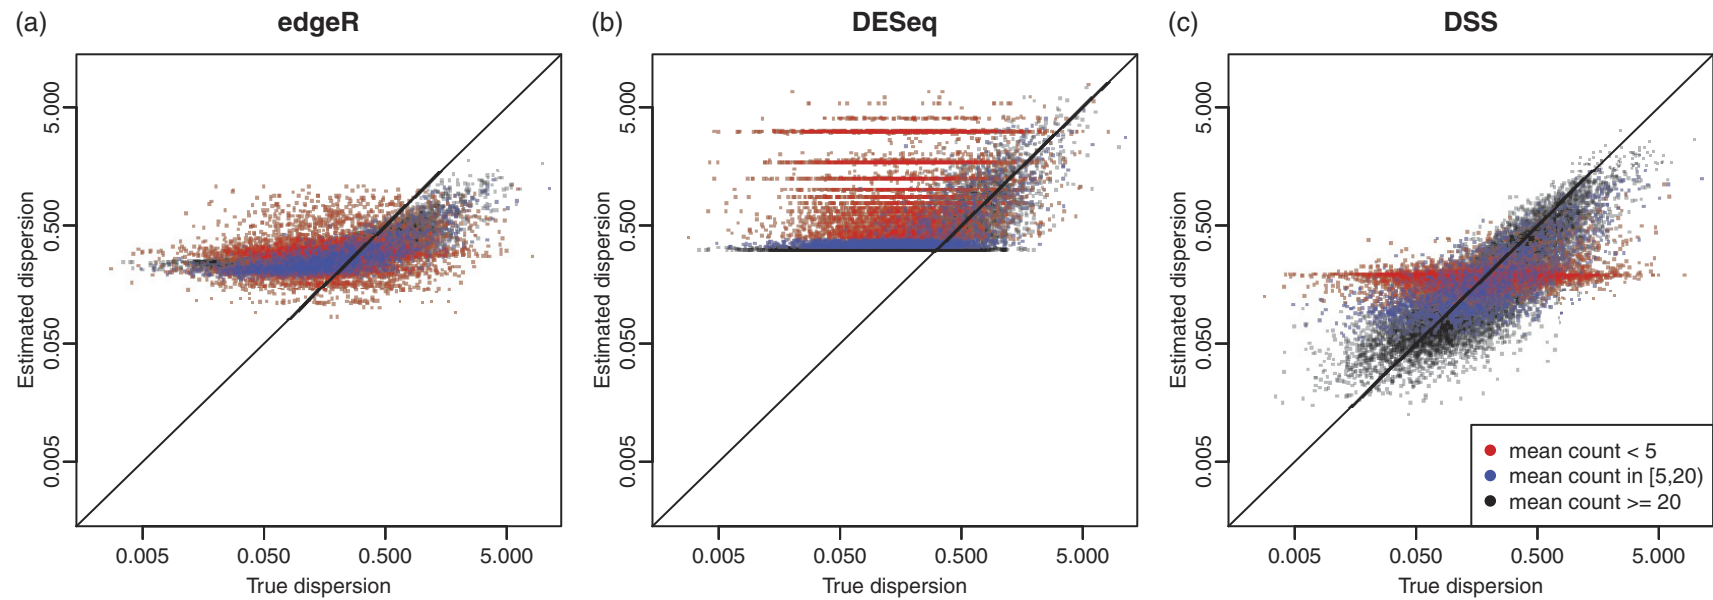 (a) edgeR
Estimated dispersion
5.000
0.500
0.050
0.005
0.005 0.050 0.500 5.000
True dispersion
(b) DESeq
Estimated dispersion
5.000
0.500
0.050
0.005
0.005 0.050 0.500 5.000
True dispersion
(c) DSS
Estimated dispersion
5.000
0.500
0.050
0.005
mean count < 5
mean count in [5,20)
mean count >= 20
0.005 0.050 0.500 5.000
True dispersion